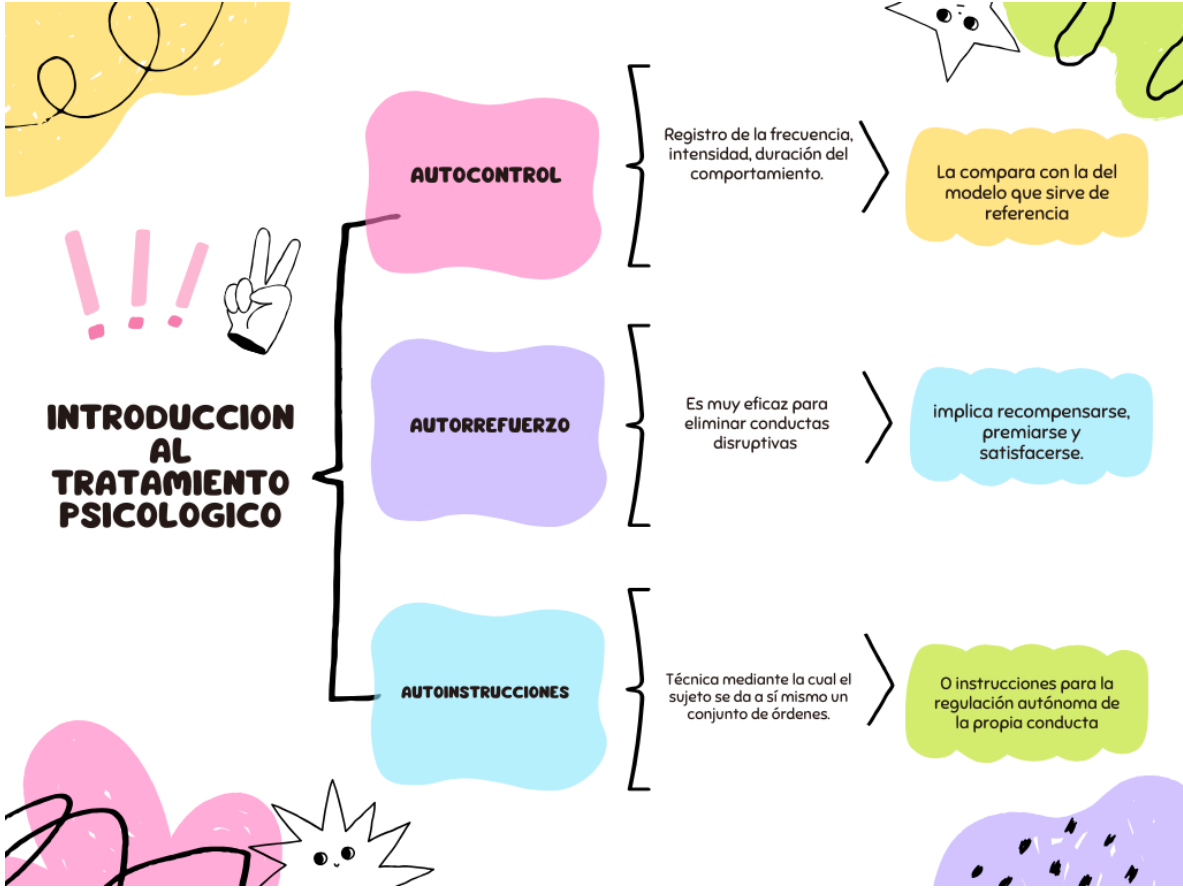 INTRODUCCION
AL
TRATAMIENTO
PSICOLOGICO
AUTOCONTROL
Registro de la frecuencia,
intensidad, duración del
comportamiento.
La compara con la del
modelo que sirve de
referencia
AUTORREFUERZO
Es muy eficaz para
eliminar conductas
disruptivas
implica recompensarse,
premiarse y
satisfacerse.
AUTOINSTRUCCIONES
Técnica mediante la cual el
sujeto se da a sí mismo un
conjunto de órdenes.
O instrucciones para la
regulación autónoma de
la propia conducta